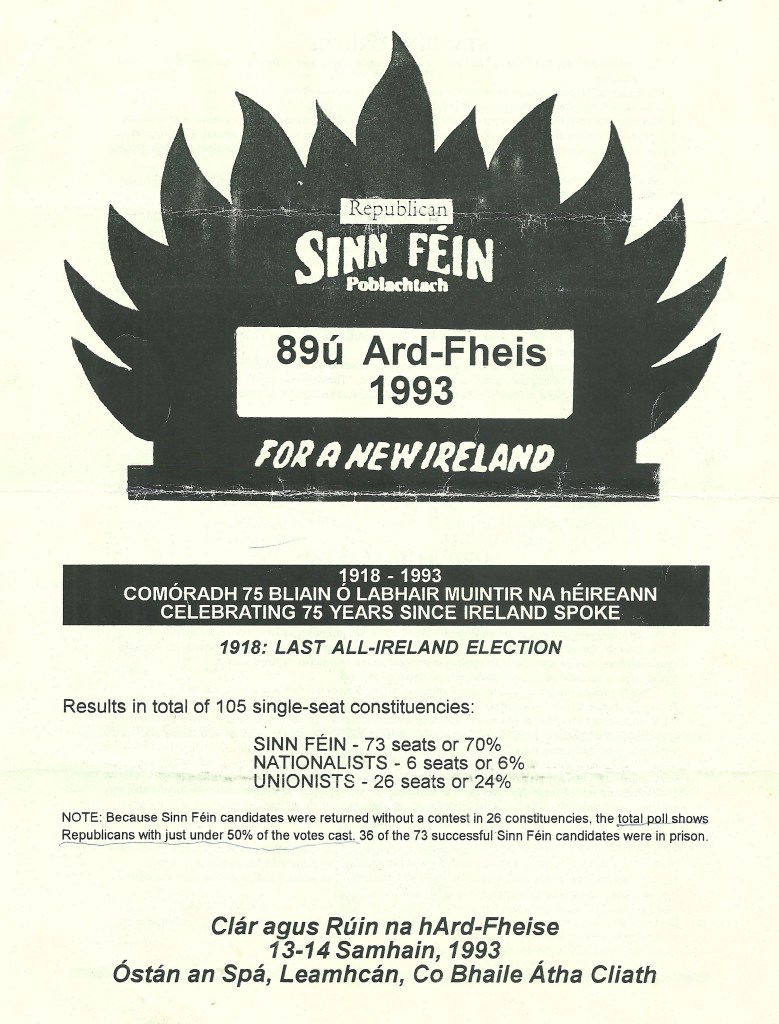 Republican
SINN FÉIN
Poblachtach
89ú Ard-Fheis
1993
FOR A NEW IRELAND
1918 - 1993
COMÓRADH 75 BLIAIN Ó LABHAIR MUINTIR NA hÉIREANN
CELEBRATING 75 YEARS SINCE IRELAND SPOKE
1918: LAST ALL-IRELAND ELECTION
Results in total of 105 single-seat constituencies:
SINN FÉIN - 73 seats or 70%
NATIONALISTS - 6 seats or 6%
UNIONISTS - 26 seats or 24%
NOTE: Because Sinn Féin candidates were returned without a contest in 26 constituencies, the total poll shows
Republicans with just under 50% of the votes cast. 36 of the 73 successful Sinn Féin candidates were in prison.
Clár agus Rúin na hArd-Fheise
13-14 Samhain, 1993
Óstán an Spá, Leamhcán, Co Bhaile Átha Cliath